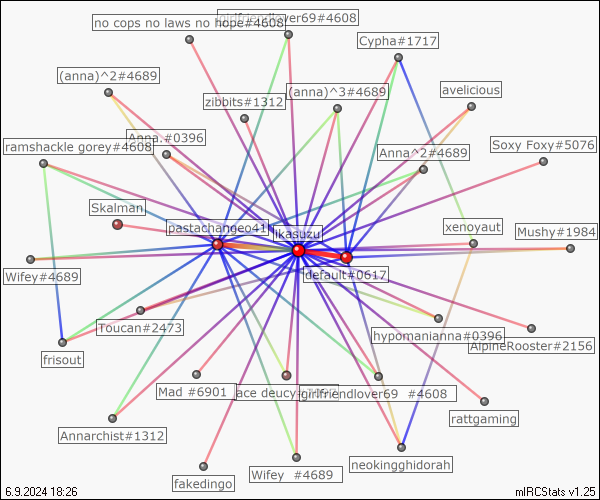 no cops no laws no hope#4608
girlfriendlover69#4608
Cypha#1717
(anna)^2#4689
avelicious
(anna)^3#4689
zibbits#1312
Anna.#0396
ramshackle gorey#4608
Soxy Foxy#5076
Anna^2#4689
Skalman
pastachangeo41
jikasuzu
xenoyaut
Mushy#1984
Wifey#4689
default#0617
Toucan#2473
hypomanianna#0396
AlpineRooster#2156
frisout
Mad #6901
ace deucy
girlfriendlover69 #4608
rattgaming
Annarchist#1312
neokingghidorah
fakedingo
Wifey #4689
6.9.2024 18:26
mIRCStats v1.25